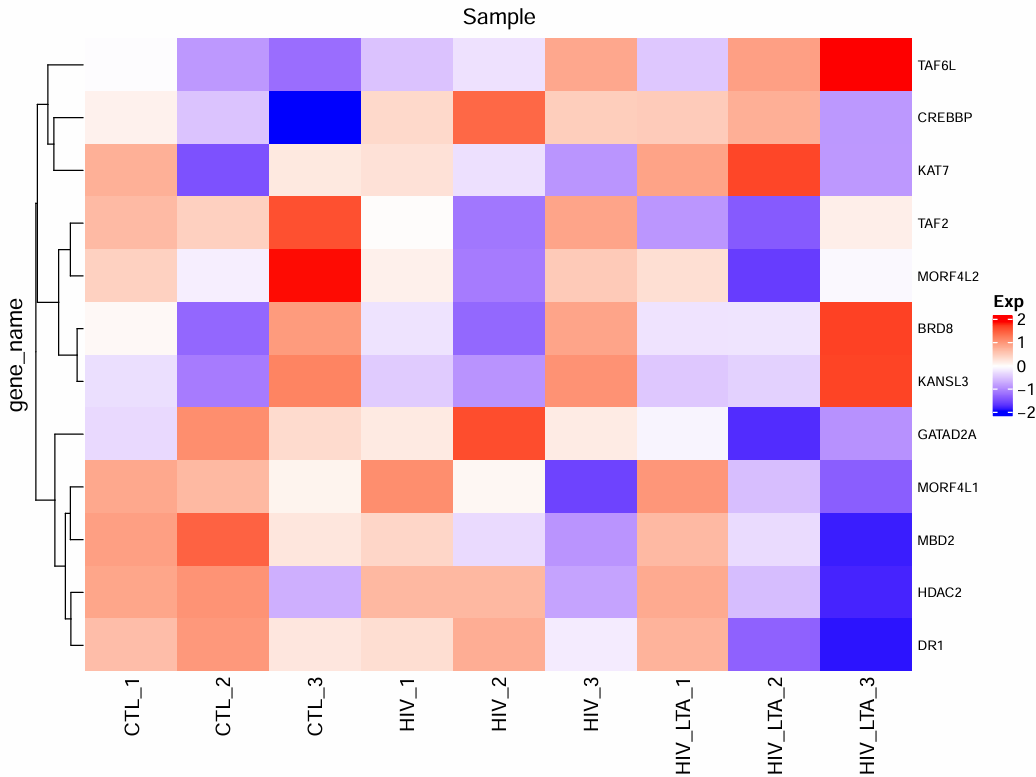 Sample
gene_name
TAF6L
CREBBP
KAT7
TAF2
MORF4L2
BRD8
KANSL3
GATAD2A
MORF4L1
MBD2
HDAC2
DR1
CTL_1
CTL_2
CTL_3
HIV_1
HIV_2
HIV_3
HIV_LTA_1
HIV_LTA_2
HIV_LTA_3
Exp
2
1
0
−1
−2